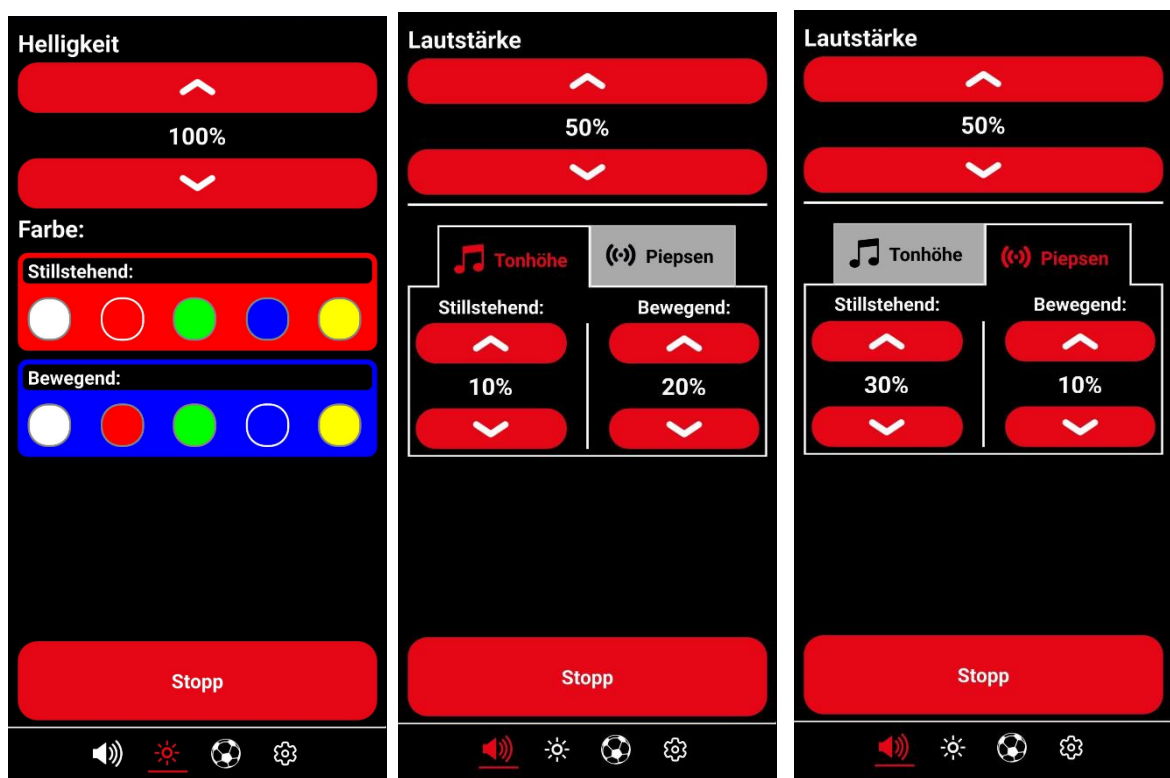 Helligkeit
100%
Farbe:
Stillstehend:
Bewegend:
Stopp
Lautstärke
50%
Tonhöhe Piepsen
Stillstehend: Bewegend:
10% 20%
Stopp
Lautstärke
50%
Tonhöhe Piepsen
Stillstehend: Bewegend:
30% 10%
Stopp